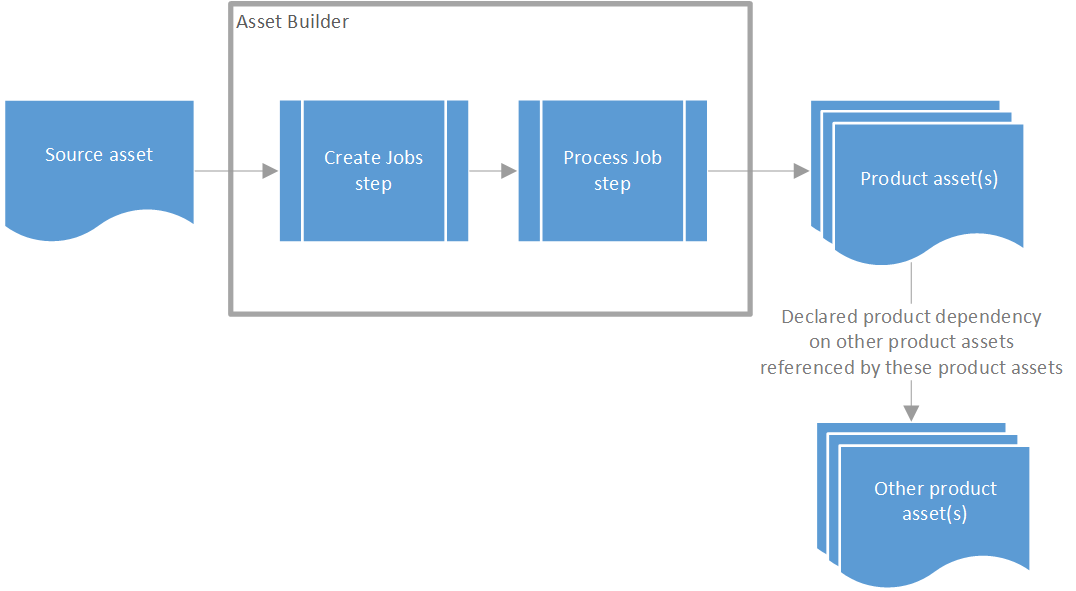 Asset Builder
Source asset
Create Jobs
step
Process Job
step
Product asset(s)
Declared product dependency
on other product assets
referenced by these product assets
Other product
asset(s)